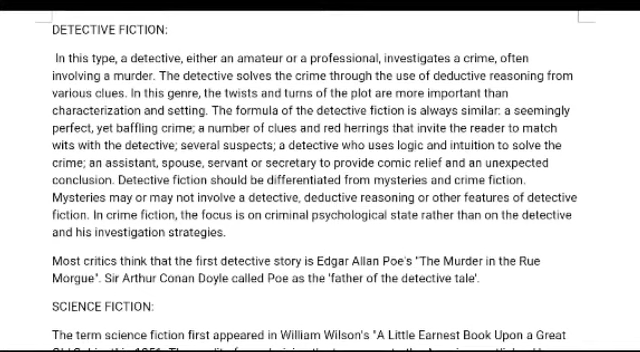 DETECTIVE FICTION:
In this type, a detective, either an amateur or a professional, investigates a crime, often
involving a murder. The detective solves the crime through the use of deductive reasoning from
various clues. In this genre, the twists and turns of the plot are more important than
characterization and setting. The formula of the detective fiction is always similar: a seemingly
perfect, yet baffling crime; a number of clues and red herrings that invite the reader to match
wits with the detective; several suspects; a detective who uses logic and intuition to solve the
crime; an assistant, spouse, servant or secretary to provide comic relief and an unexpected
conclusion. Detective fiction should be differentiated from mysteries and crime fiction.
Mysteries may or may not involve a detective, deductive reasoning or other features of detective
fiction. In crime fiction, the focus is on criminal psychological state rather than on the detective
and his investigation strategies.
Most critics think that the first detective story is Edgar Allan Poe's "The Murder in the Rue
Morgue". Sir Arthur Conan Doyle called Poe as the 'father of the detective tale'.
SCIENCE FICTION:
The term science fiction first appeared in William Wilson's "A Little Earnest Book Upon a Great